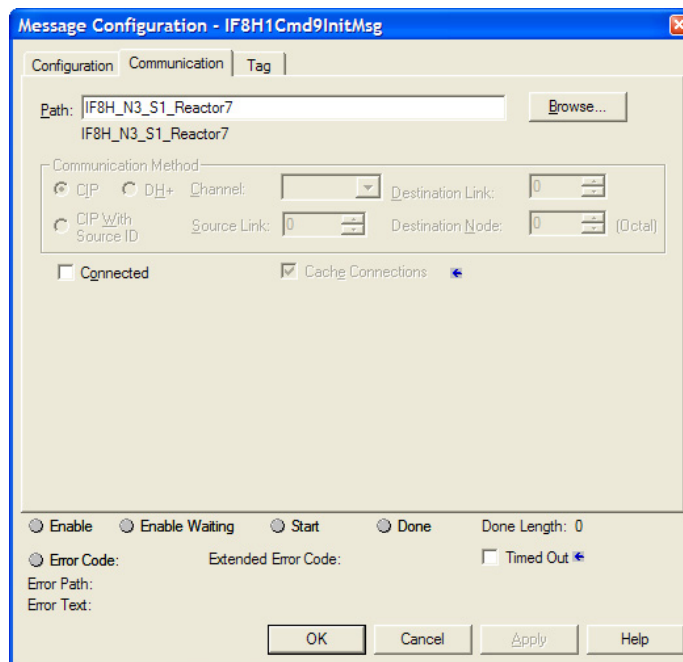 Message Configuration - IF8H1Cmd9InitMsg
Configuration Communication Tag
Path: IF8H_N3_S1_Reactor7 Browse...
IF8H_N3_S1_Reactor7
Communication Method
CIP DH+ Channel: Destination Link: 0
CIP With Source ID Source Link: 0 Destination Node: 0 (Octal)
Connected Cache Connections
Enable Enable Waiting Start Done Done Length: 0
Error Code: Extended Error Code: Timed Out
Error Path:
Error Text:
OK Cancel Apply Help